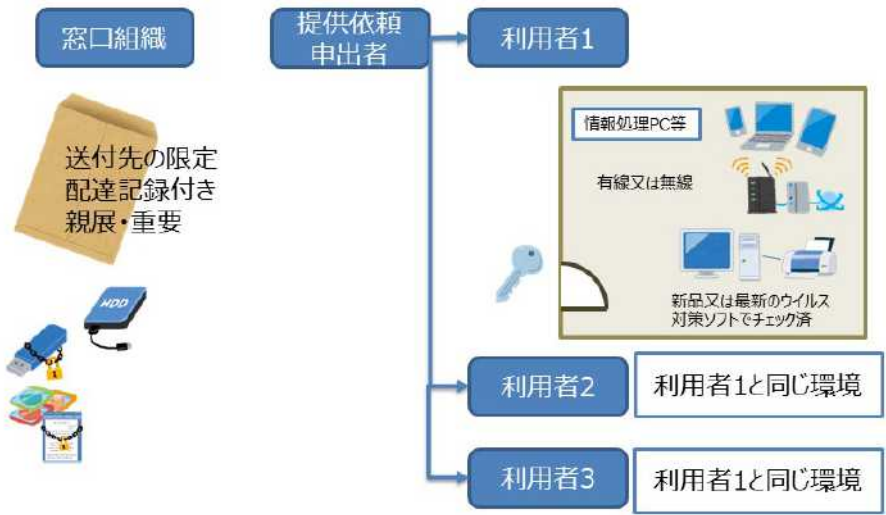 窓口組織
提供依頼
申出者
利用者1
送付先の限定
配達記録付き
親展・重要
情報処理PC等
有線又は無線
新品又は最新のウイルス
対策ソフトでチェック済
HDD
利用者2
利用者1と同じ環境
利用者3
利用者1と同じ環境